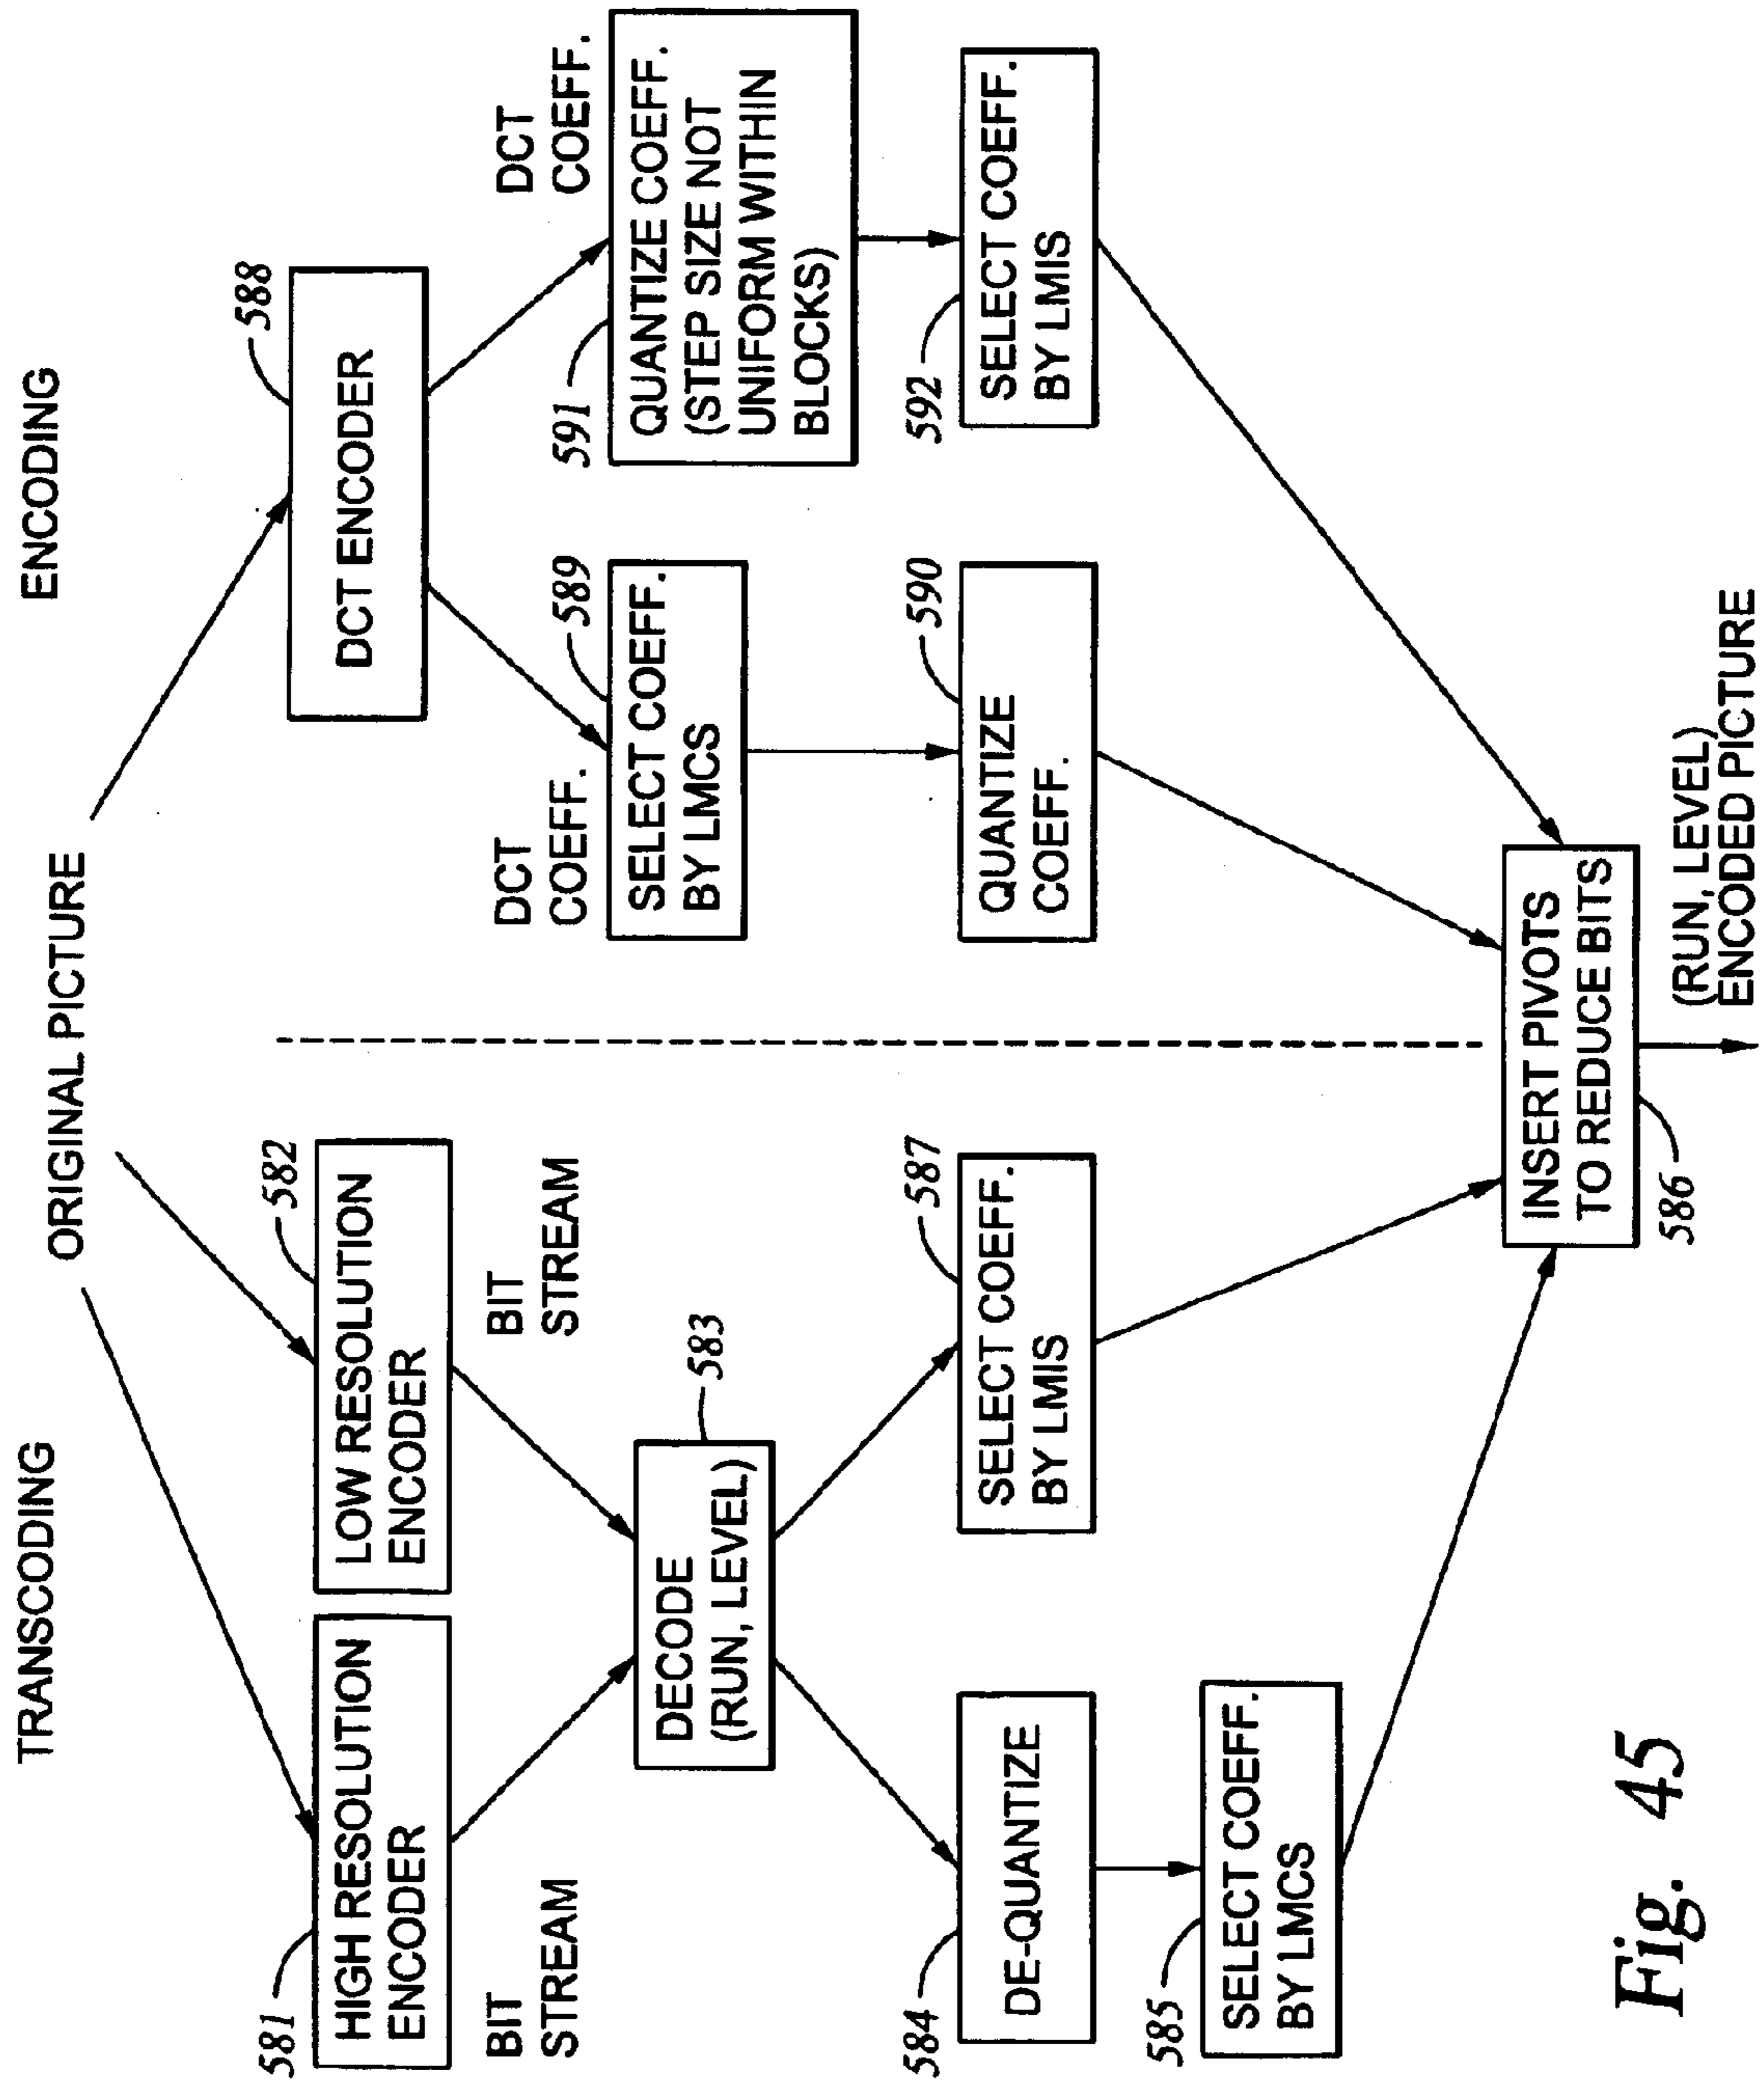 TRANSCODING
ENCODING
ORIGINAL PICTURE
581
HIGH RESOLUTION
ENCODER
582
LOW RESOLUTION
ENCODER
588
DCT ENCODER
BIT
STREAM
BIT
STREAM
DCT
COEFF.
DCT
COEFF.
583
DECODE
(RUN, LEVEL)
589
SELECT COEFF.
BY LMCS
591
QUANTIZE COEFF.
(STEP SIZE NOT
UNIFORM WITHIN
BLOCKS)
584
DE-QUANTIZE
587
SELECT COEFF.
BY LMIS
590
QUANTIZE
COEFF.
592
SELECT COEFF.
BY LMIS
585
SELECT COEFF.
BY LMCS
INSERT PIVOTS
TO REDUCE BITS
586
(RUN, LEVEL)
ENCODED PICTURE
Fig. 45